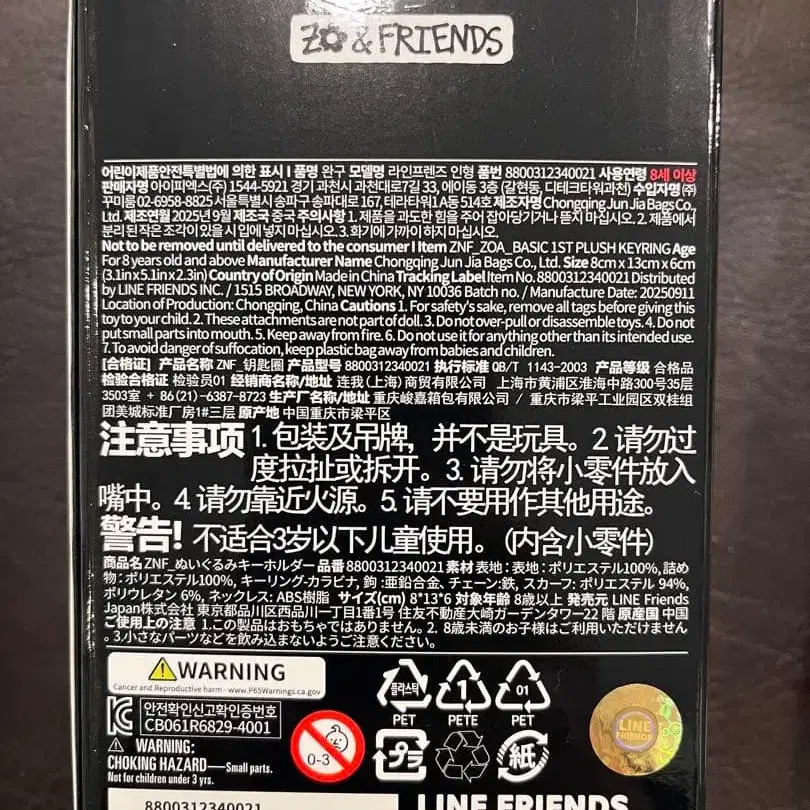 ZO & FRIENDS
어린이제품안전특별법에 의한 표시 I 품명 완구 모델명 라인프렌즈 인형 품번 8800312340021 사용연령 8세 이상
판매자명 아이피엑스(주) 1544-5921 경기 과천시 과천대로7길 33, 에이동 3층 (갈현동, 디테크타워과천) 수입자명 (주)
꾸미룸 02-6958-8825 서울특별시 송파구 송파대로 167, 테라타워1 A동 514호 제조자명 Chongqing Jun Jia Bags Co.,
Ltd. 제조연월 2025년 9월 제조국 중국 주의사항 1. 제품을 과도한 힘을 주어 잡아당기거나 뜯지 마십시오. 2. 제품에서
분리된 작은 조각이 있을 시 입에 넣지 마십시오. 3. 화기에 가까이 하지 마십시오.
Not to be removed until delivered to the consumer I Item ZNF_ZOA_BASIC 1ST PLUSH KEYRING Age
For 8 years old and above Manufacturer Name Chongqing Jun Jia Bags Co., Ltd. Size 8cm x 13cm x 6cm
(3.1in x 5.1in x 2.3in) Country of Origin Made in China Tracking Label Item No. 8800312340021 Distributed
by LINE FRIENDS INC. / 1515 BROADWAY, NEW YORK, NY 10036 Batch no. / Manufacture Date: 20250911
Location of Production: Chongqing, China Cautions 1. For safety's sake, remove all tags before giving this
toy to your child. 2. These attachments are not part of doll. 3. Do not over-pull or disassemble toys. 4. Do not
put small parts into mouth. 5. Keep away from fire. 6. Do not use it for anything other than its intended use.
7. To avoid danger of suffocation, keep plastic bag away from babies and children.
[合格证] 产品名称 ZNF_钥匙圈 产品型号 8800312340021 执行标准 QB/T 1143-2003 产品等级 合格品
检验合格证 检验员01 经销商名称/地址 连我(上海)商贸有限公司 上海市黄浦区淮海中路300号35层
3503室 + 86(21)-6387-8723 生产厂名称/地址 重庆峻嘉箱包有限公司 / 重庆市梁平工业园区双桂组
团美城标准厂房1#三层 原产地 中国重庆市梁平区
注意事项 1. 包装及吊牌，并不是玩具。2 请勿过
度拉扯或拆开。3. 请勿将小零件放入
嘴中。4 请勿靠近火源。5. 请不要用作其他用途。
警告! 不适合3岁以下儿童使用。(内含小零件)
商品名 ZNF_ぬいぐるみキーホルダー 品番 8800312340021 素材 表地 : 表地 : ポリエステル100%, 詰め
物 : ポリエステル100%, キーリング・カラビナ, 鉤 : 亜鉛合金、チェーン:鉄, スカーフ: ポリエステル 94%,
ポリウレタン 6%, ネックレス: ABS樹脂 サイズ(cm) 8*13*6 対象年齢 8歳以上 発売元 LINE Friends
Japan株式会社 東京都品川区西品川一丁目1番1号 住友不動産大崎ガーデンタワー22 階 原産国 中国
ご使用上の注意 1.この製品はおもちゃではありません。2. 8歳未満のお子様はご利用いただけません
。3.小さなパーツなどを飲み込まないようご注意ください。
WARNING
Cancer and Reproductive harm - www.P65Warnings.ca.gov
안전확인신고확인증번호
CB061R6829-4001
WARNING:
CHOKING HAZARD—Small parts.
Not for children under 3 yrs.
0-3
플라스틱
PET
1
PETE
01
PET
プラ
紙
LINE
FRIENDS
8800312340021
LINE FRIENDS